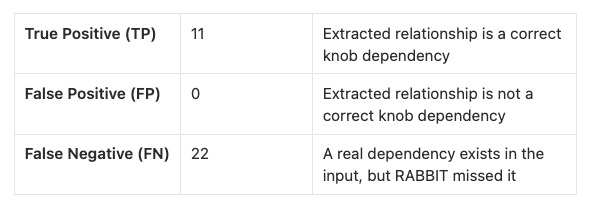 True Positive (TP) 11 Extracted relationship is a correct
knob dependency
False Positive (FP) 0 Extracted relationship is not a
correct knob dependency
False Negative (FN) 22 A real dependency exists in the
input, but RABBIT missed it